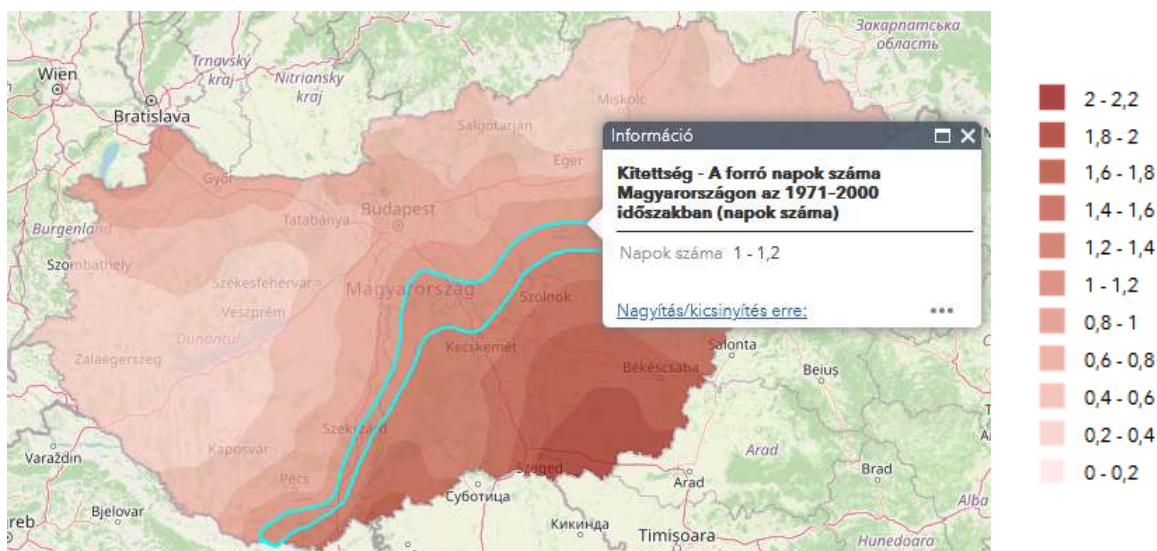 Закарпатська
область
Trnavský
kraj
Nitriansky
kraj
Wien
Bratislava
Miskolc
Salgótarján
Eger
Győr
Budapest
Tatabánya
Burgenland
Szombathely
Székesfehérvár
Magyarország
Veszprém
Szolnok
Dunántúl
Kecskemét
Zalaegerszeg
Békéscsaba
Salonta
Beiuș
Szekszárd
Kaposvár
Varaždin
Pécs
Szeged
Arad
Arad
Brad
Суботица
Alba
Bjelovar
Кикинда
Timișoara
Hunedoara
Információ
Kitettség - A forró napok száma
Magyarországon az 1971–2000
időszakban (napok száma)
Napok száma 1 - 1,2
Nagyítás/kicsinyítés erre:
2 - 2,2
1,8 - 2
1,6 - 1,8
1,4 - 1,6
1,2 - 1,4
1 - 1,2
0,8 - 1
0,6 - 0,8
0,4 - 0,6
0,2 - 0,4
0 - 0,2